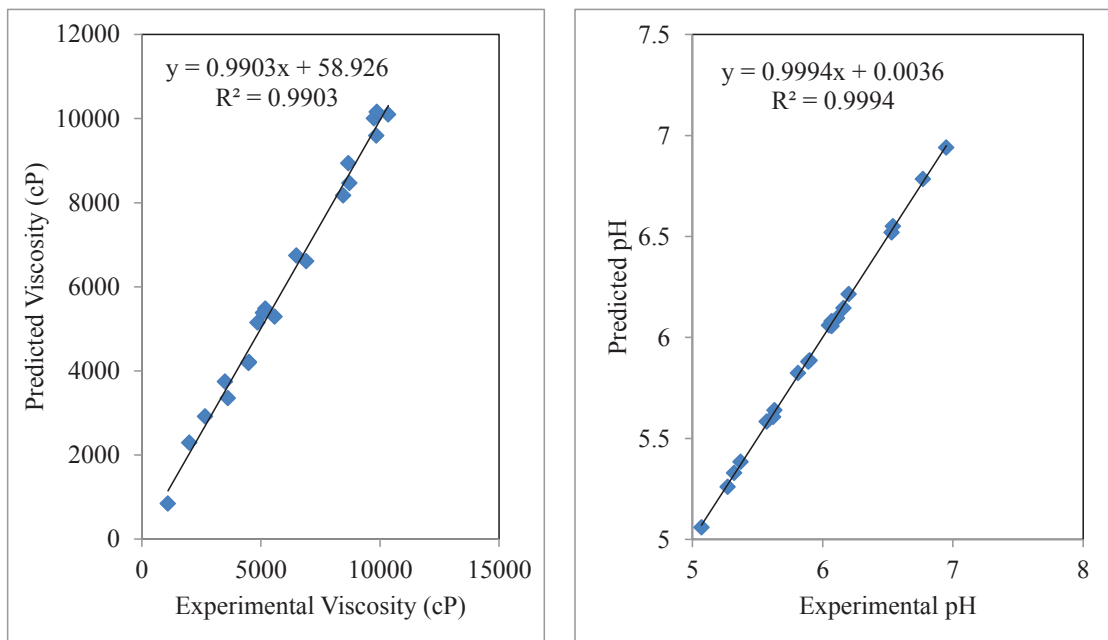 12000
10000
8000
6000
4000
2000
0
Predicted Viscosity (cP)
y = 0.9903x + 58.926
R² = 0.9903
0 5000 10000 15000
Experimental Viscosity (cP)
7.5
7
6.5
6
5.5
5
Predicted pH
y = 0.9994x + 0.0036
R² = 0.9994
5 6 7 8
Experimental pH